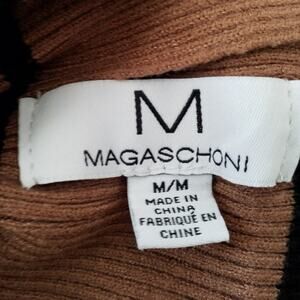 M
MAGASCHONI
M/M
MADE IN
CHINA
FABRIQUÉ EN
CHINE